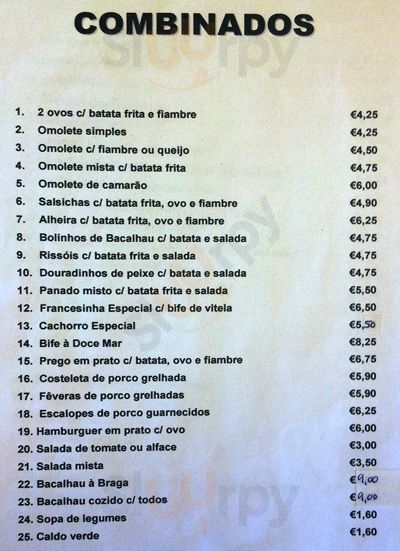 COMBINADOS
1. 2 ovos c/ batata frita e fiambre €4,25
2. Omolete simples €4,25
3. Omolete c/ fiambre ou queijo €4,50
4. Omolete mista c/ batata frita €4,75
5. Omolete de camarão €6,00
6. Salsichas c/ batata frita, ovo e fiambre €4,90
7. Alheira c/ batata frita, ovo e fiambre €6,25
8. Bolinhos de Bacalhau c/ batata e salada €4,75
9. Rissóis c/ batata frita e salada €4,75
10. Douradinhos de peixe c/ batata e salada €4,75
11. Panado misto c/ batata frita e salada €5,50
12. Francesinha Especial c/ bife de vitela €6,50
13. Cachorro Especial €5,50
14. Bife à Doce Mar €8,25
15. Prego em prato c/ batata, ovo e fiambre €6,75
16. Costeleta de porco grelhada €5,90
17. Fêveras de porco grelhadas €5,90
18. Escalopes de porco guarnecidos €6,25
19. Hamburguer em prato c/ ovo €6,00
20. Salada de tomate ou alface €3,00
21. Salada mista €3,50
22. Bacalhau à Braga €9,00
23. Bacalhau cozido c/ todos €9,00
24. Sopa de legumes €1,60
25. Caldo verde €1,60
sluurpy
sluurpy
sluurpy